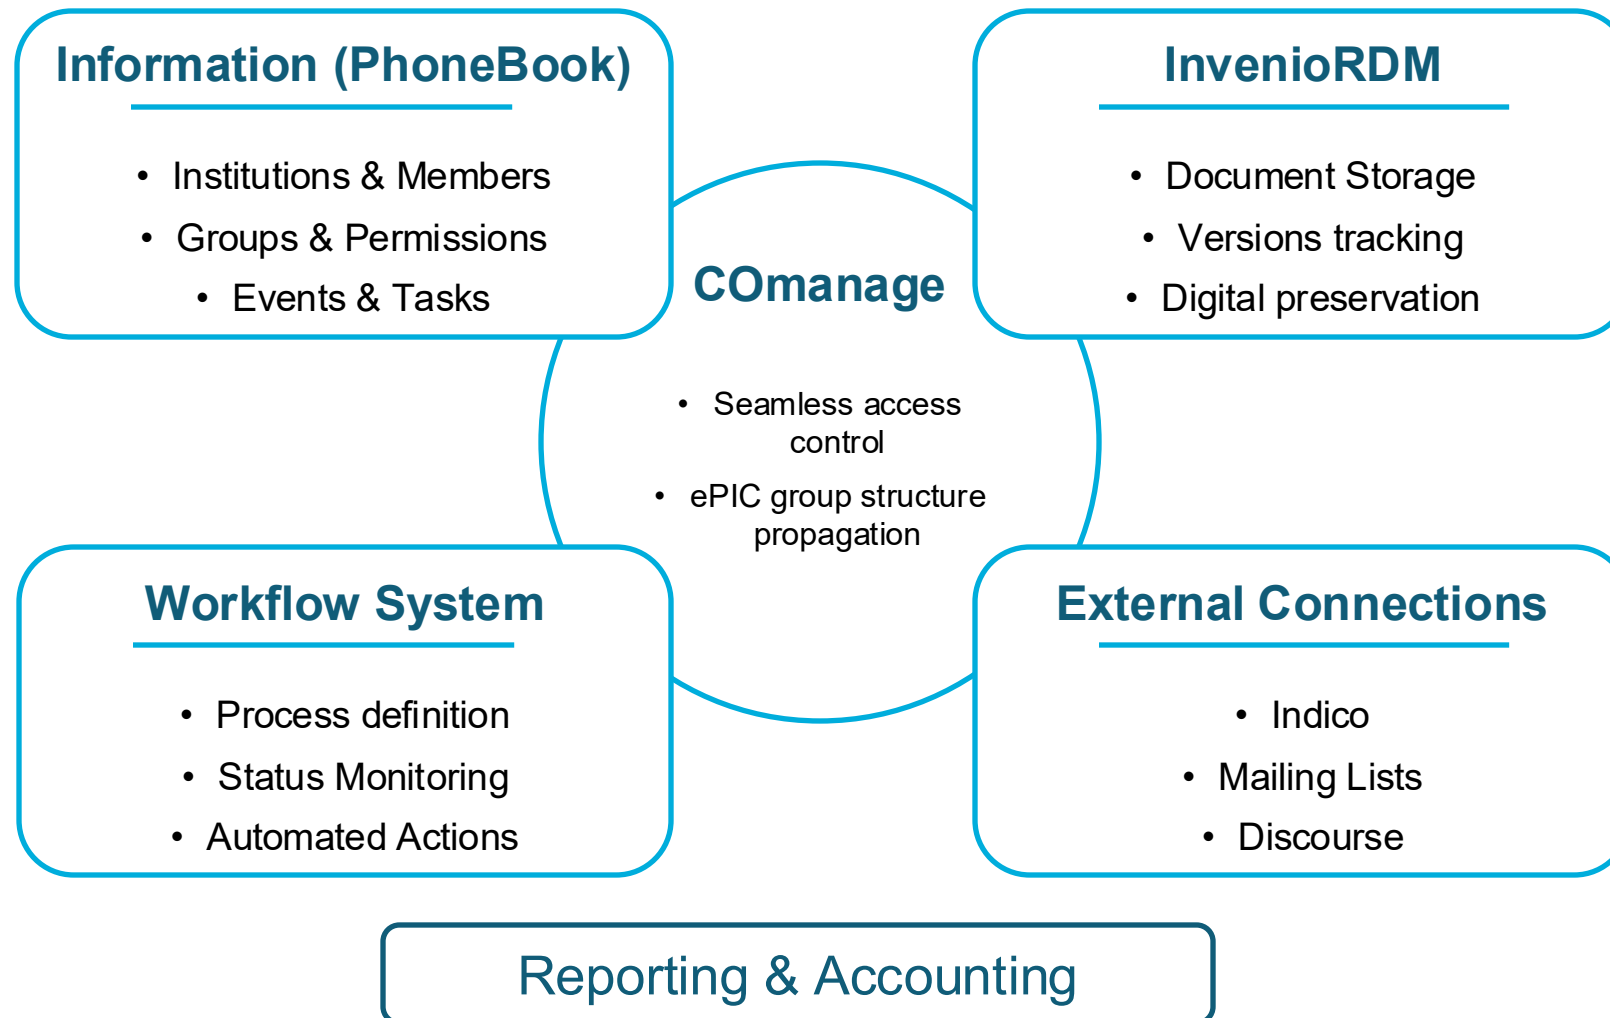 Information (PhoneBook)
• Institutions & Members
• Groups & Permissions
• Events & Tasks
InvenioRDM
• Document Storage
• Versions tracking
• Digital preservation
COmanage
• Seamless access
control
• ePIC group structure
propagation
Workflow System
• Process definition
• Status Monitoring
• Automated Actions
External Connections
• Indico
• Mailing Lists
• Discourse
Reporting & Accounting